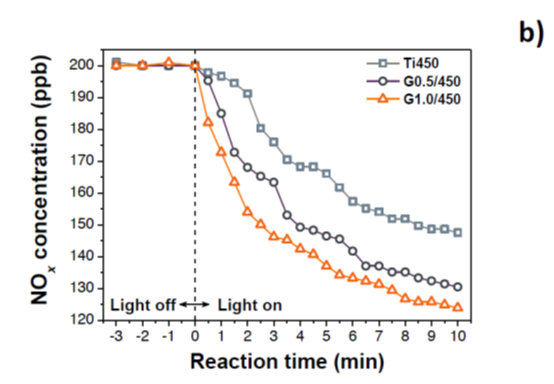 b)
NOx concentration (ppb)
200
190
180
170
160
150
140
130
120
Ti450
G0.5/450
G1.0/450
Light off
Light on
-3 -2 -1 0 1 2 3 4 5 6 7 8 9 10
Reaction time (min)